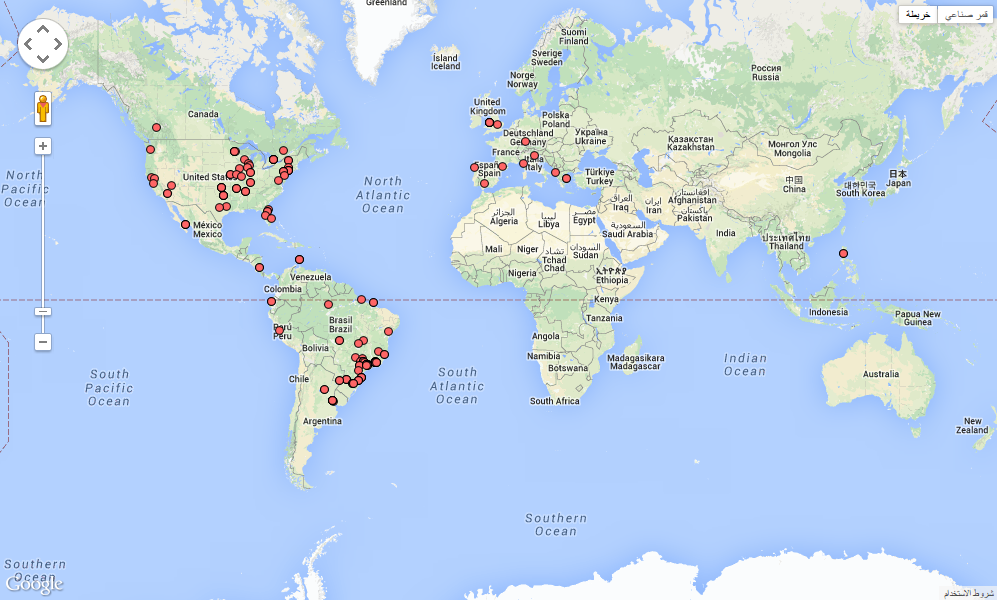 Greenland
قمر صناعي
خريطة
Ísland
Iceland
Suomi
Finland
Sverige
Sweden
Norge
Norway
Россия
Russia
Canada
United
Kingdom
Polska
Poland
Deutschland
Germany
Україна
Ukraine
Қазақстан
Kazakhstan
Монгол Улс
Mongolia
France
Italia
Italy
España
Spain
Türkiye
Turkey
North
Pacific
Ocean
United States
North
Atlantic
Ocean
中国
China
대한민국
South Korea
日本
Japan
افغانستان
Afghanistan
پاکستان
Pakistan
العراق
Iraq
ایران
Iran
الجزائر
Algeria
ليبيا
Libya
مصر
Egypt
السعودية
Saudi Arabia
México
Mexico
India
ประเทศไทย
Thailand
Mali
Niger
تشاد
Tchad
Chad
السودان
Sudan
Nigeria
ኢትዮጵያ
Ethiopia
Venezuela
Colombia
Kenya
Brasil
Brazil
Perú
Peru
Tanzania
Indonesia
Papua New
Guinea
Bolivia
Angola
Namibia
Botswana
Madagasikara
Madagascar
Indian
Ocean
South
Pacific
Ocean
Chile
South
Atlantic
Ocean
Australia
South Africa
Argentina
New
Zealand
Southern
Ocean
Southern
Ocean
Google
شروط الاستخدام